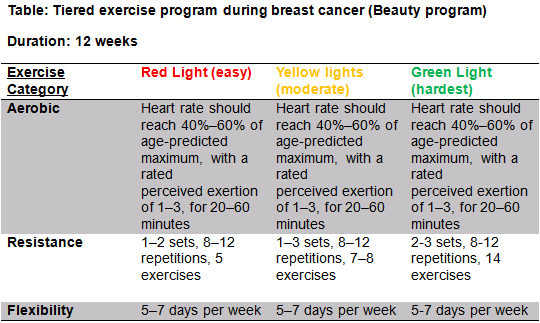 Table: Tiered exercise program during breast cancer (Beauty program)
Duration: 12 weeks
Exercise Category
Red Light (easy)
Yellow lights (moderate)
Green Light (hardest)
Aerobic
Heart rate should
reach 40%–60% of
age-predicted
maximum, with a
rated
perceived exertion
of 1–3, for 20–60
minutes
Heart rate should
reach 40%–60% of
age-predicted
maximum, with a
rated
perceived exertion
of 1–3, for 20–60
minutes
Heart rate should
reach 40%–60% of
age-predicted
maximum, with a
rated
perceived exertion
of 1–3, for 20–60
minutes
Resistance
1–2 sets, 8–12
repetitions, 5
exercises
1–3 sets, 8–12
repetitions, 7–8
exercises
2-3 sets, 8-12
repetitions, 14
exercises
Flexibility
5–7 days per week
5–7 days per week
5-7 days per week